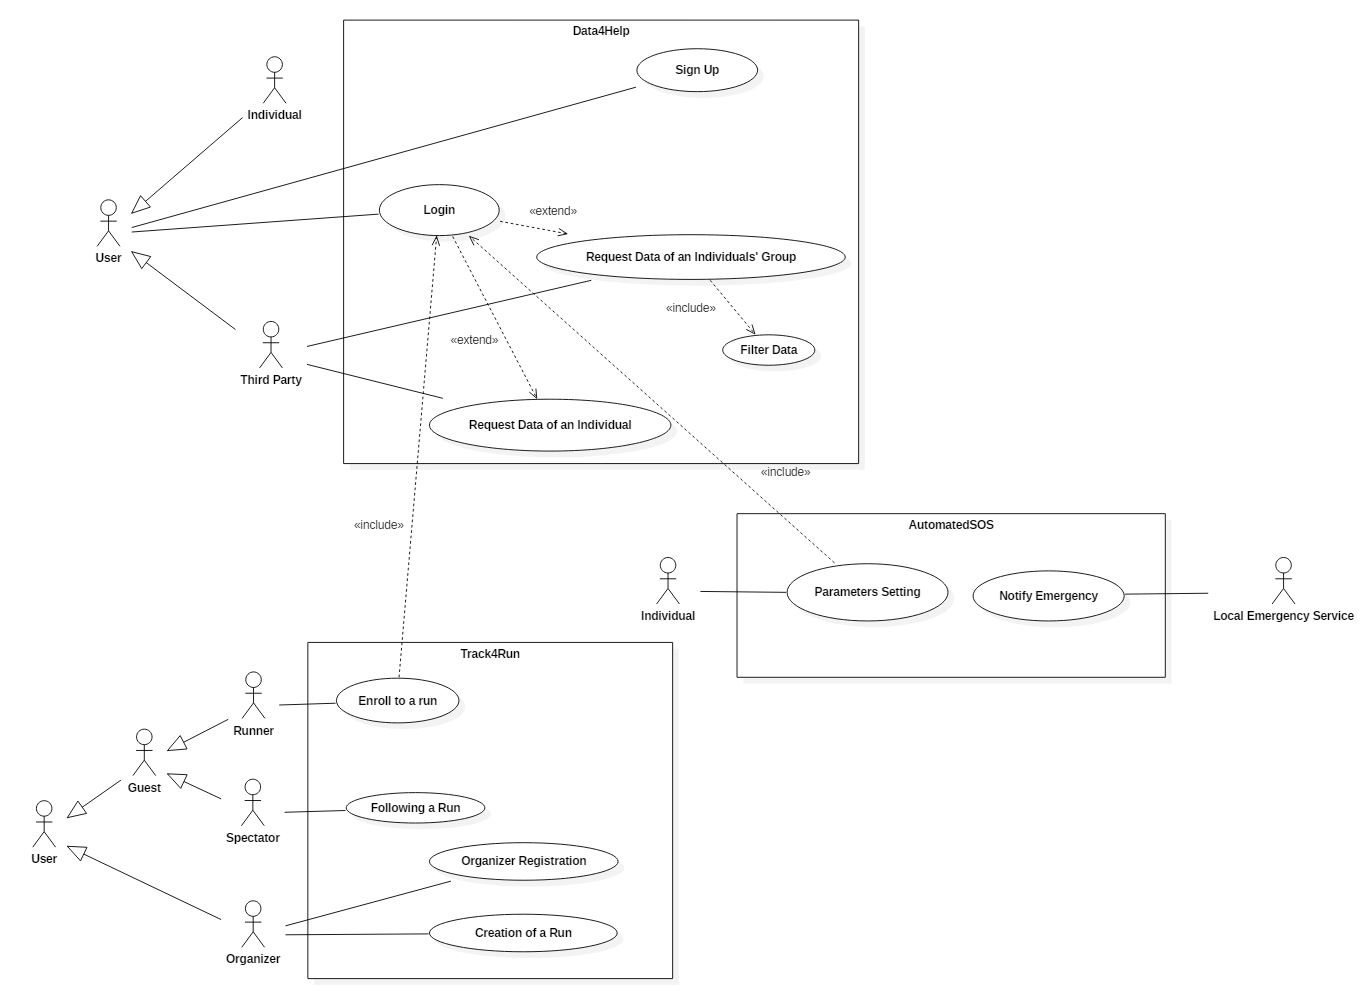 Data4Help
Sign Up
Individual
Login
«extend»
User
Request Data of an Individuals' Group
«include»
«extend»
Filter Data
Third Party
Request Data of an Individual
«include»
«include»
AutomatedSOS
Parameters Setting
Notify Emergency
Individual
Local Emergency Service
Track4Run
Enroll to a run
Runner
Guest
Following a Run
Spectator
User
Organizer Registration
Creation of a Run
Organizer